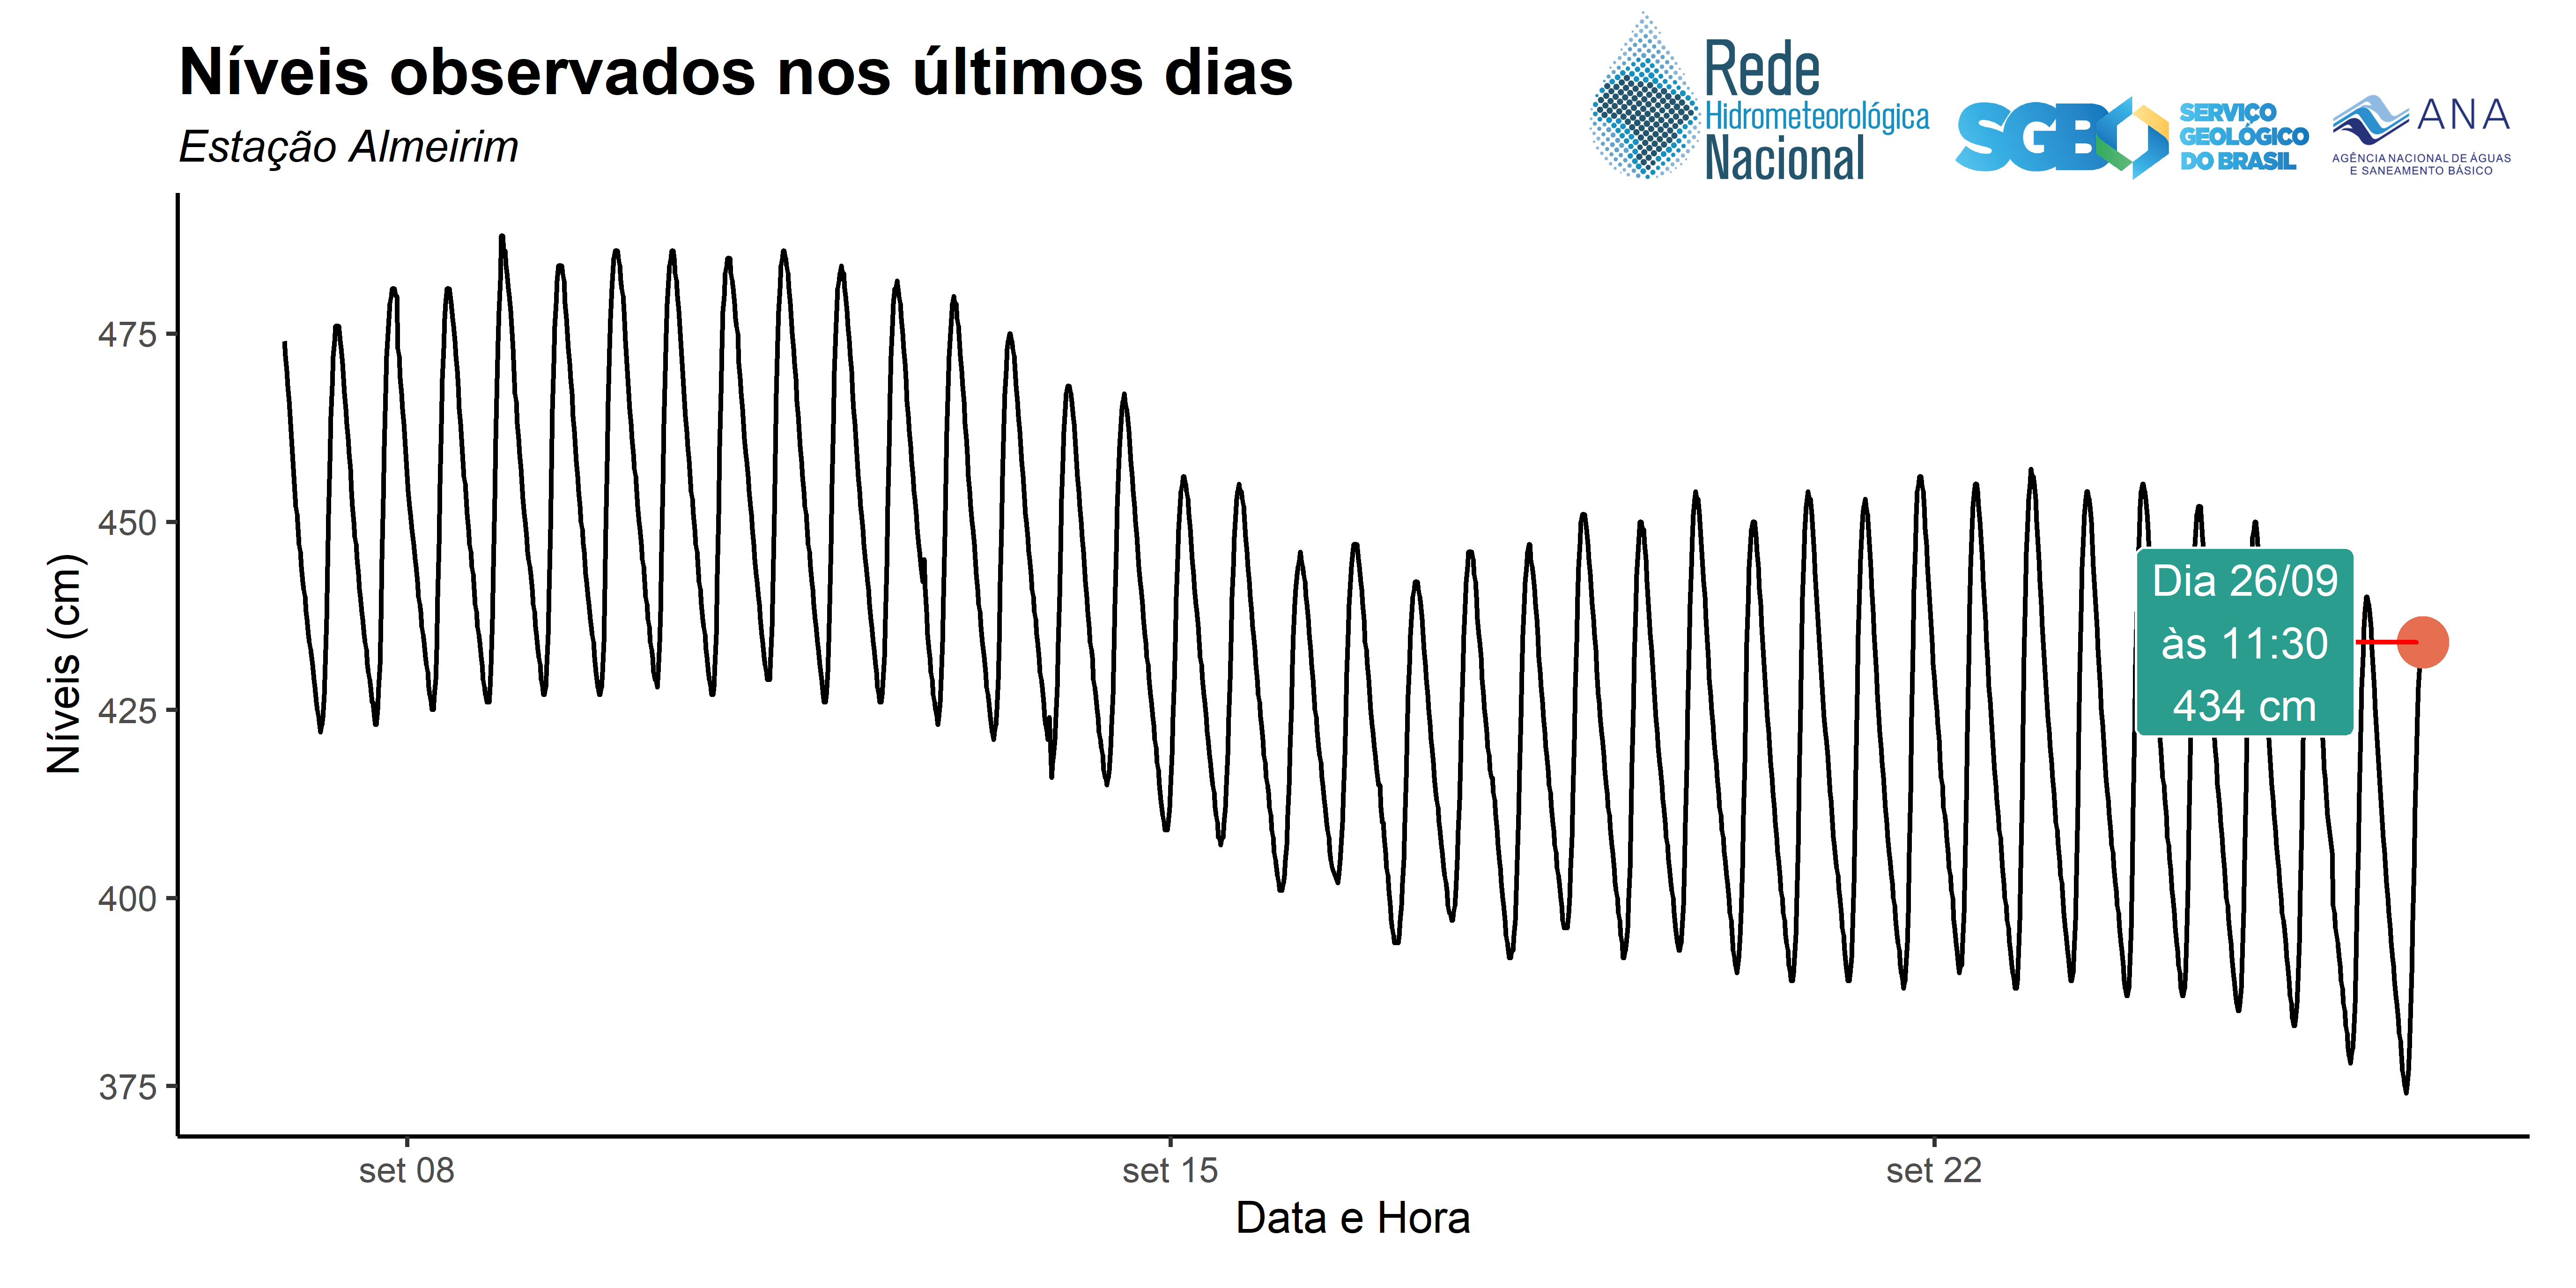 Níveis observados nos últimos dias
Estação Almeirim
Rede
Hidrometeorológica
Nacional
SGB
SERVIÇO
GEOLÓGICO
DO BRASIL
ANA
AGÊNCIA NACIONAL DE ÁGUAS
E SANEAMENTO BÁSICO
Níveis (cm)
475
450
425
400
375
Dia 26/09
às 11:30
434 cm
set 08
set 15
set 22
Data e Hora